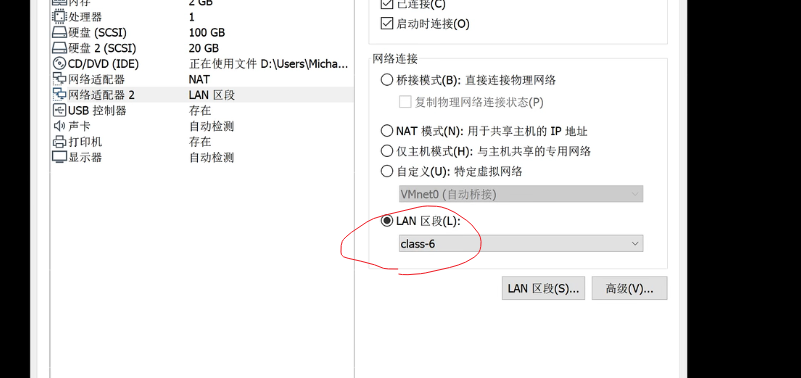 内存 2 GB
处理器 1
硬盘 (SCSI) 100 GB
硬盘 2 (SCSI) 20 GB
CD/DVD (IDE) 正在使用文件 D:\Users\Micha...
网络适配器 NAT
网络适配器 2 LAN 区段
USB 控制器 存在
声卡 自动检测
打印机 存在
显示器 自动检测
已连接(C)
启动时连接(O)
网络连接
桥接模式(B): 直接连接物理网络
复制物理网络连接状态(P)
NAT 模式(N): 用于共享主机的 IP 地址
仅主机模式(H): 与主机共享的专用网络
自定义(U): 特定虚拟网络
VMnet0 (自动桥接)
LAN 区段(L):
class-6
LAN 区段(S)... 高级(V)...